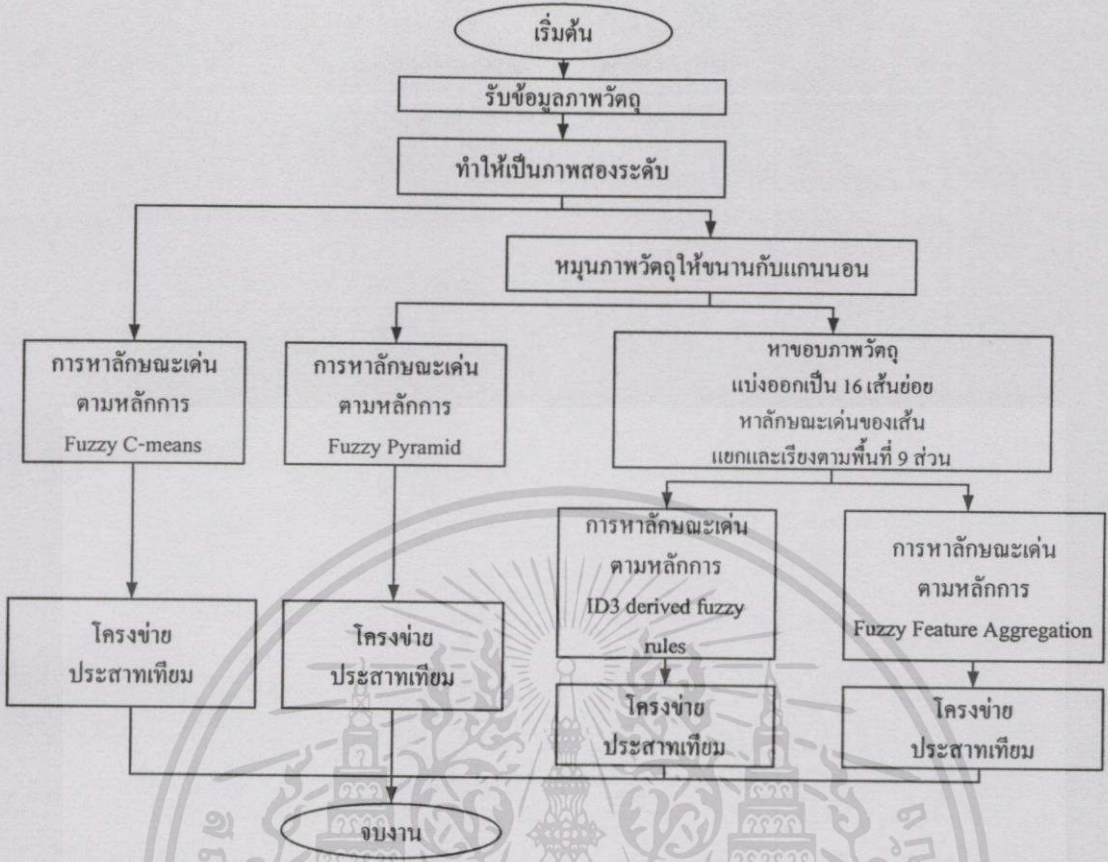 เริ่มต้น
รับข้อมูลภาพวัตถุ
ทำให้เป็นภาพสองระดับ
หมุนภาพวัตถุให้ขนานกับแกนนอน
การหาลักษณะเด่น
ตามหลักการ
Fuzzy C-means
การหาลักษณะเด่น
ตามหลักการ
Fuzzy Pyramid
หาขอบภาพวัตถุ
แบ่งออกเป็น 16 เส้นย่อย
หาลักษณะเด่นของเส้น
แยกและเรียงตามพื้นที่ 9 ส่วน
การหาลักษณะเด่น
ตามหลักการ
ID3 derived fuzzy
rules
การหาลักษณะเด่น
ตามหลักการ
Fuzzy Feature Aggregation
โครงข่าย
ประสาทเทียม
โครงข่าย
ประสาทเทียม
โครงข่าย
ประสาทเทียม
โครงข่าย
ประสาทเทียม
จบงาน